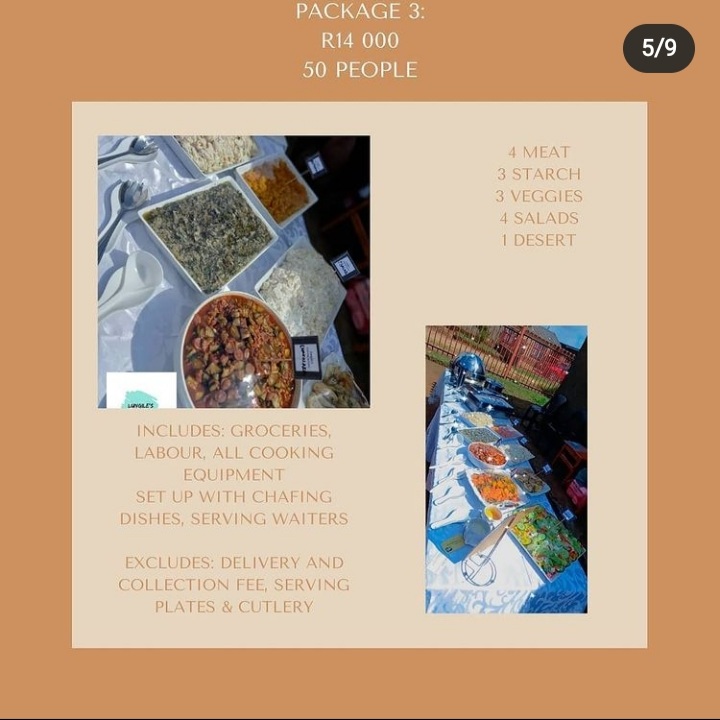 PACKAGE 3:
R14 000
50 PEOPLE
5/9
4 MEAT
3 STARCH
3 VEGGIES
4 SALADS
1 DESERT
INCLUDES: GROCERIES,
LABOUR, ALL COOKING
EQUIPMENT
SET UP WITH CHAFING
DISHES, SERVING WAITERS
EXCLUDES: DELIVERY AND
COLLECTION FEE, SERVING
PLATES & CUTLERY